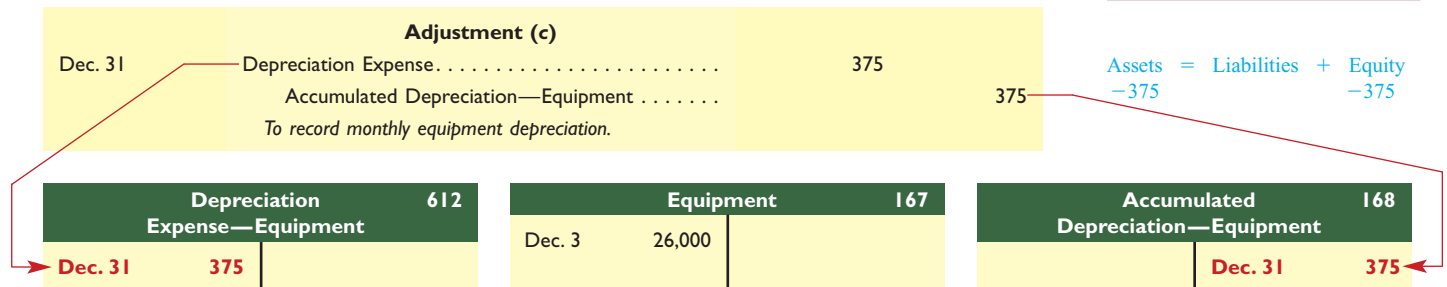 Adjustment (c)
Dec. 31 Depreciation Expense. . . . . . . . . . . . . . . . . . . . . . . . 375
Accumulated Depreciation—Equipment . . . . . . . 375
To record monthly equipment depreciation.
Assets = Liabilities + Equity
−375 −375
Depreciation 612
Expense—Equipment
Dec. 31 375
Equipment 167
Dec. 3 26,000
Accumulated 168
Depreciation—Equipment
Dec. 31 375